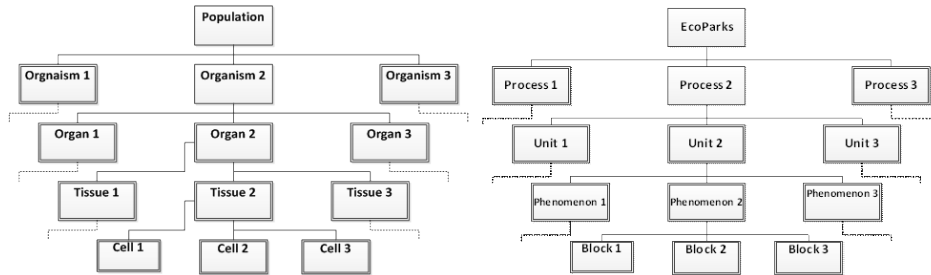 Population
Orgnaism 1 Organism 2 Organism 3
Organ 1 Organ 2 Organ 3
Tissue 1 Tissue 2 Tissue 3
Cell 1 Cell 2 Cell 3
EcoParks
Process 1 Process 2 Process 3
Unit 1 Unit 2 Unit 3
Phenomenon 1 Phenomenon 2 Phenomenon 3
Block 1 Block 2 Block 3